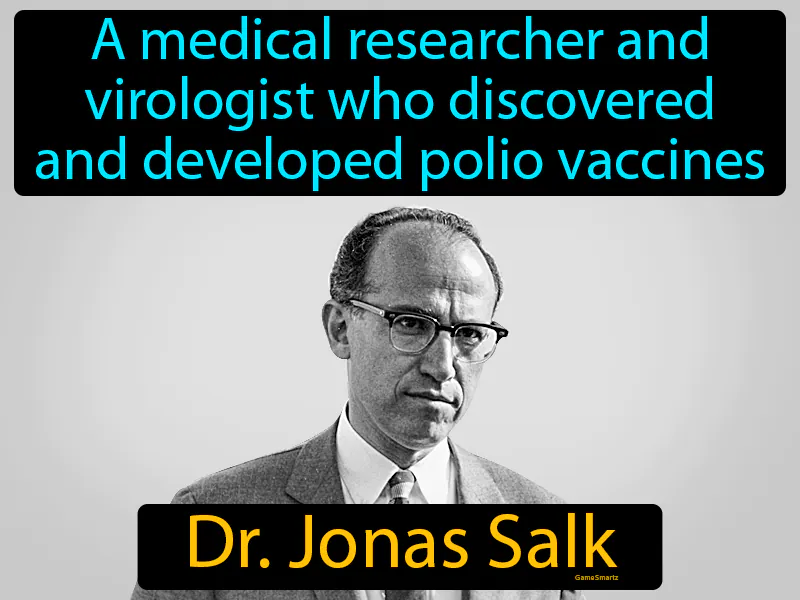 A medical researcher and
virologist who discovered
and developed polio vaccines
Dr. Jonas Salk
GameSmartz